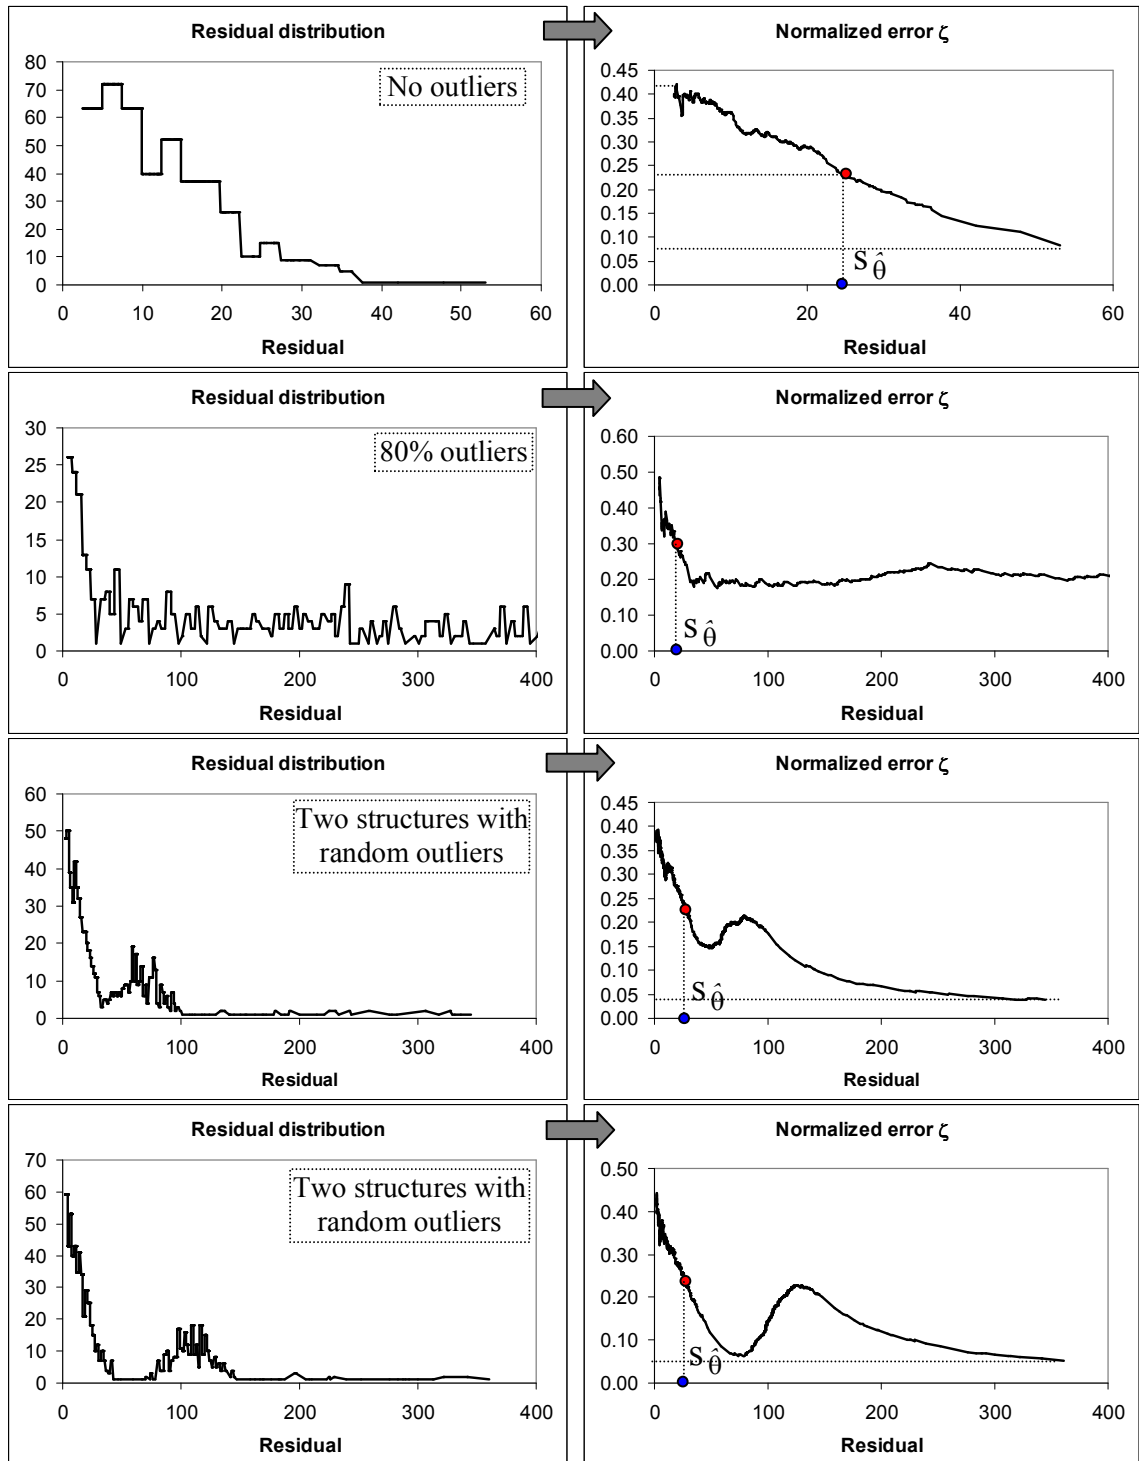 Residual distribution
80
70
60
50
40
30
20
10
0
No outliers
0 10 20 30 40 50 60
Residual
Normalized error ζ
0.45
0.40
0.35
0.30
0.25
0.20
0.15
0.10
0.05
0.00
s_θ̂
0 20 40 60
Residual
Residual distribution
30
25
20
15
10
5
0
80% outliers
0 100 200 300 400
Residual
Normalized error ζ
0.60
0.50
0.40
0.30
0.20
0.10
0.00
s_θ̂
0 100 200 300 400
Residual
Residual distribution
60
50
40
30
20
10
0
Two structures with
random outliers
0 100 200 300 400
Residual
Normalized error ζ
0.45
0.40
0.35
0.30
0.25
0.20
0.15
0.10
0.05
0.00
s_θ̂
0 100 200 300 400
Residual
Residual distribution
70
60
50
40
30
20
10
0
Two structures with
random outliers
0 100 200 300 400
Residual
Normalized error ζ
0.50
0.40
0.30
0.20
0.10
0.00
s_θ̂
0 100 200 300 400
Residual